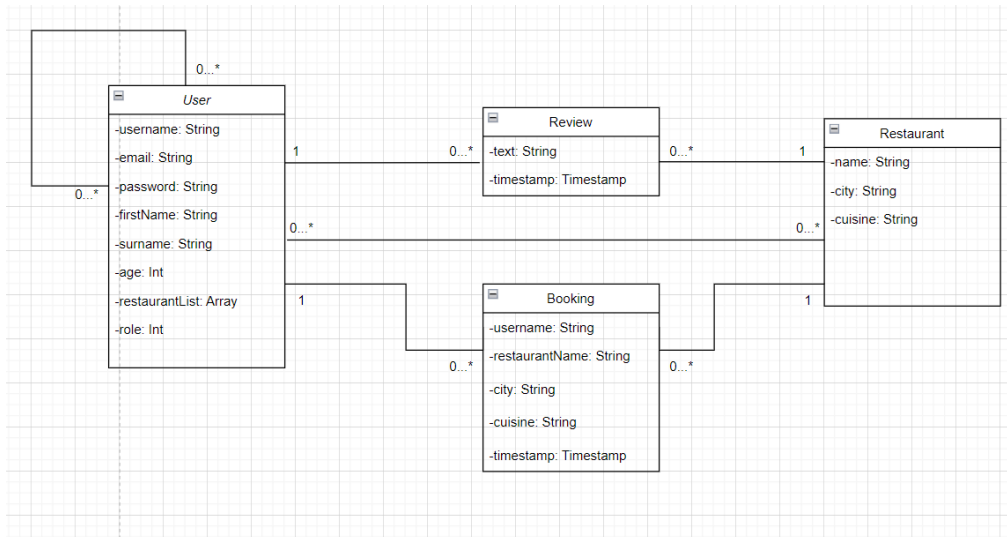 0...*
0...*
User
-username: String
-email: String
-password: String
-firstName: String
-surname: String
-age: Int
-restaurantList: Array
-role: Int
1
0...*
Review
-text: String
-timestamp: Timestamp
0...*
1
0...*
0...*
1
0...*
Booking
-username: String
-restaurantName: String
-city: String
-cuisine: String
-timestamp: Timestamp
0...*
1
Restaurant
-name: String
-city: String
-cuisine: String